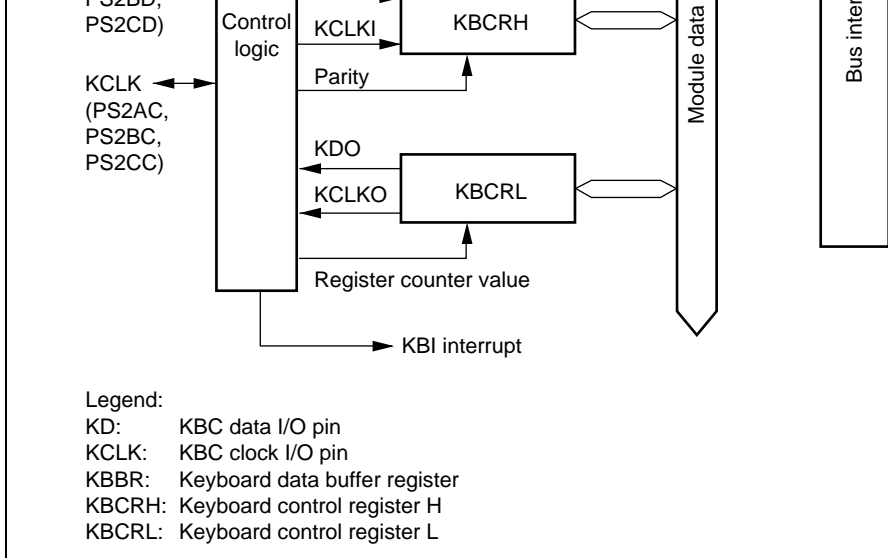 PS2BD,
PS2CD)
Control
logic
KCLKI
KBCRH
Module data
Bus inter
Parity
KCLK
(PS2AC,
PS2BC,
PS2CC)
KDO
KCLKO
KBCRL
Register counter value
KBI interrupt
Legend:
KD: KBC data I/O pin
KCLK: KBC clock I/O pin
KBBR: Keyboard data buffer register
KBCRH: Keyboard control register H
KBCRL: Keyboard control register L